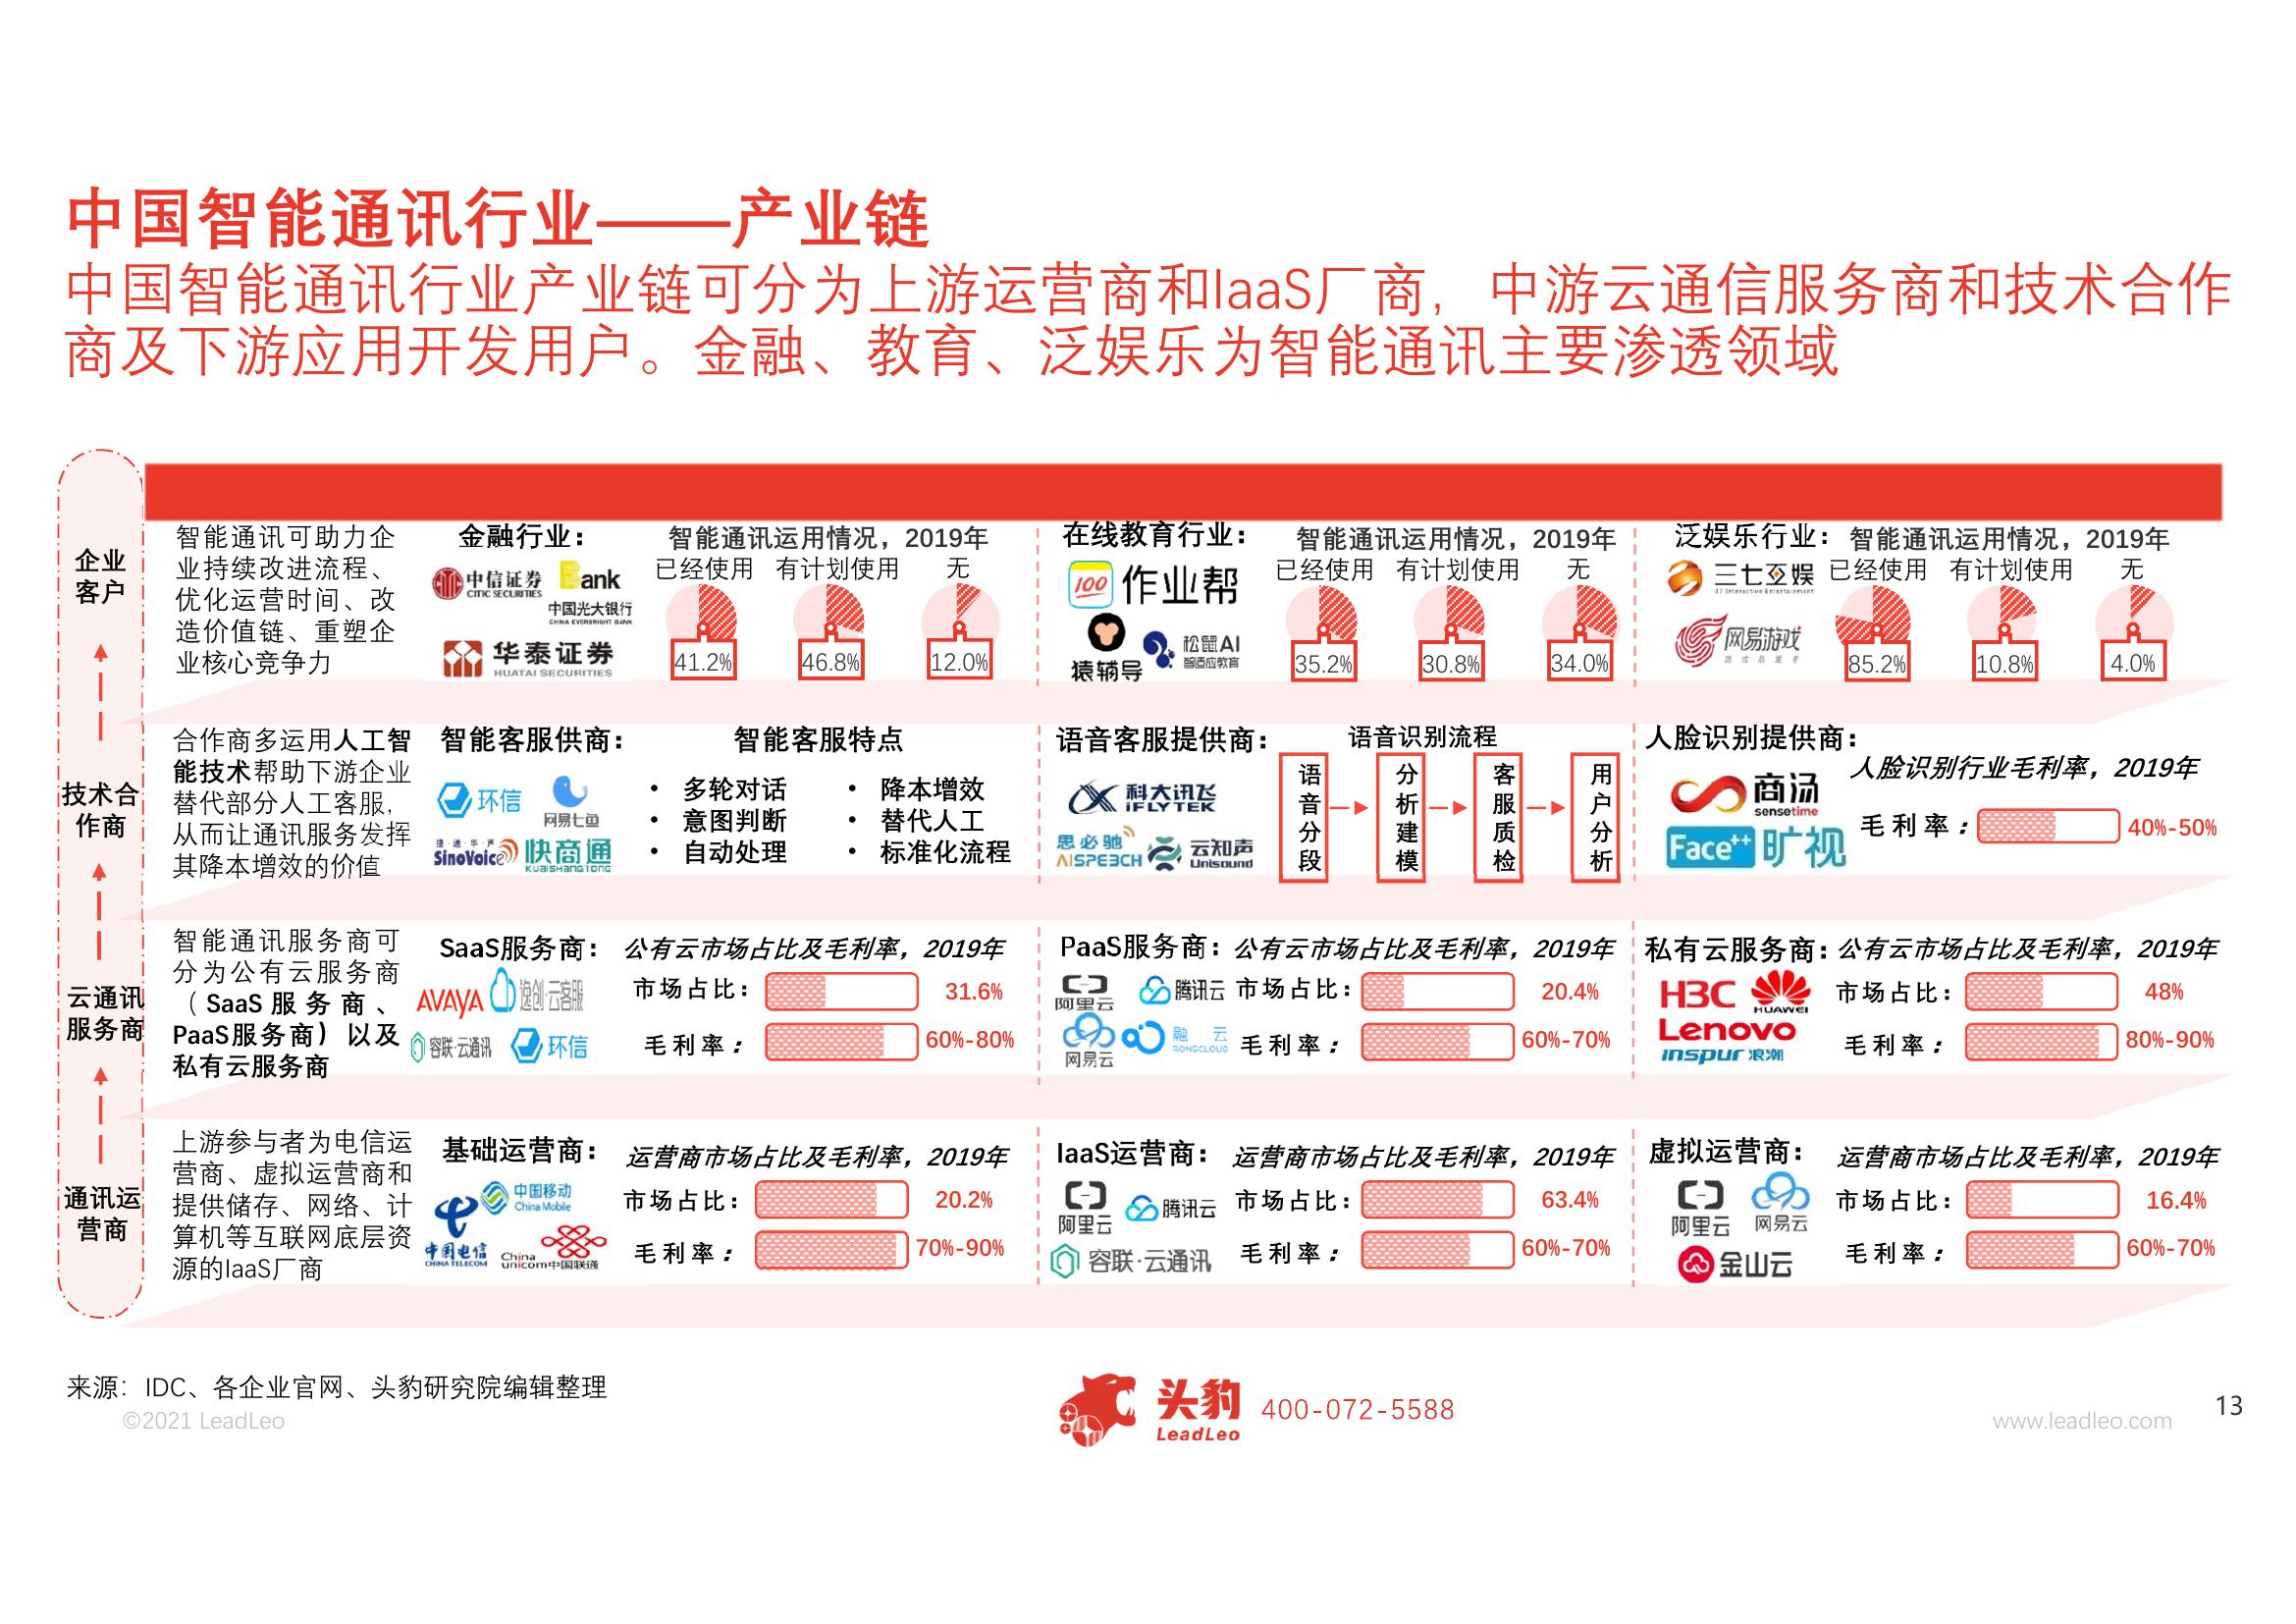 中国智能通讯行业——产业链
中国智能通讯行业产业链可分为上游运营商和IaaS厂商，中游云通信服务商和技术合作
商及下游应用开发用户。金融、教育、泛娱乐为智能通讯主要渗透领域
企业
客户
智能通讯可助力企
业持续改进流程、
优化运营时间、改
造价值链、重塑企
业核心竞争力
金融行业：
中信证券
CITIC SECURITIES
Bank
中国光大银行
CHINA EVERBRIGHT BANK
华泰证券
HUATAI SECURITIES
智能通讯运用情况，2019年
已经使用 有计划使用 无
41.2% 46.8% 12.0%
在线教育行业：
100 作业帮
猿辅导
松鼠AI
智适应教育
智能通讯运用情况，2019年
已经使用 有计划使用 无
35.2% 30.8% 34.0%
泛娱乐行业：
三七互娱
37 Interactive Entertainment
网易游戏
游戏热爱者
智能通讯运用情况，2019年
已经使用 有计划使用 无
85.2% 10.8% 4.0%
技术合
作商
合作商多运用人工智
能技术帮助下游企业
替代部分人工客服，
从而让通讯服务发挥
其降本增效的价值
智能客服供商：
环信
网易七鱼
捷·通·华·声
SinoVoice
快商通
KUAISHANGTONG
智能客服特点
• 多轮对话
• 意图判断
• 自动处理
• 降本增效
• 替代人工
• 标准化流程
语音客服提供商：
科大讯飞
iFLYTEK
思必驰
AISPEECH
云知声
Unisound
语音识别流程
语音分段
分析建模
客服质检
用户分析
人脸识别提供商：
商汤
sensetime
Face++ 旷视
人脸识别行业毛利率，2019年
毛利率： 40%-50%
云通讯
服务商
智能通讯服务商可
分为公有云服务商
（SaaS服务商、
PaaS服务商）以及
私有云服务商
SaaS服务商：
AVAYA
逸创·云客服
容联·云通讯
环信
公有云市场占比及毛利率，2019年
市场占比： 31.6%
毛利率： 60%-80%
PaaS服务商：
阿里云
腾讯云
网易云
融云
RONGCLOUD
公有云市场占比及毛利率，2019年
市场占比： 20.4%
毛利率： 60%-70%
私有云服务商：
H3C
HUAWEI
Lenovo
inspur 浪潮
公有云市场占比及毛利率，2019年
市场占比： 48%
毛利率： 80%-90%
通讯运
营商
上游参与者为电信运
营商、虚拟运营商和
提供储存、网络、计
算机等互联网底层资
源的IaaS厂商
基础运营商：
中国移动
China Mobile
中国电信
CHINA TELECOM
China
unicom中国联通
运营商市场占比及毛利率，2019年
市场占比： 20.2%
毛利率： 70%-90%
IaaS运营商：
阿里云
腾讯云
容联·云通讯
运营商市场占比及毛利率，2019年
市场占比： 63.4%
毛利率： 60%-70%
虚拟运营商：
阿里云
网易云
金山云
运营商市场占比及毛利率，2019年
市场占比： 16.4%
毛利率： 60%-70%
来源：IDC、各企业官网、头豹研究院编辑整理
©2021 LeadLeo
头豹
LeadLeo
400-072-5588
www.leadleo.com
13